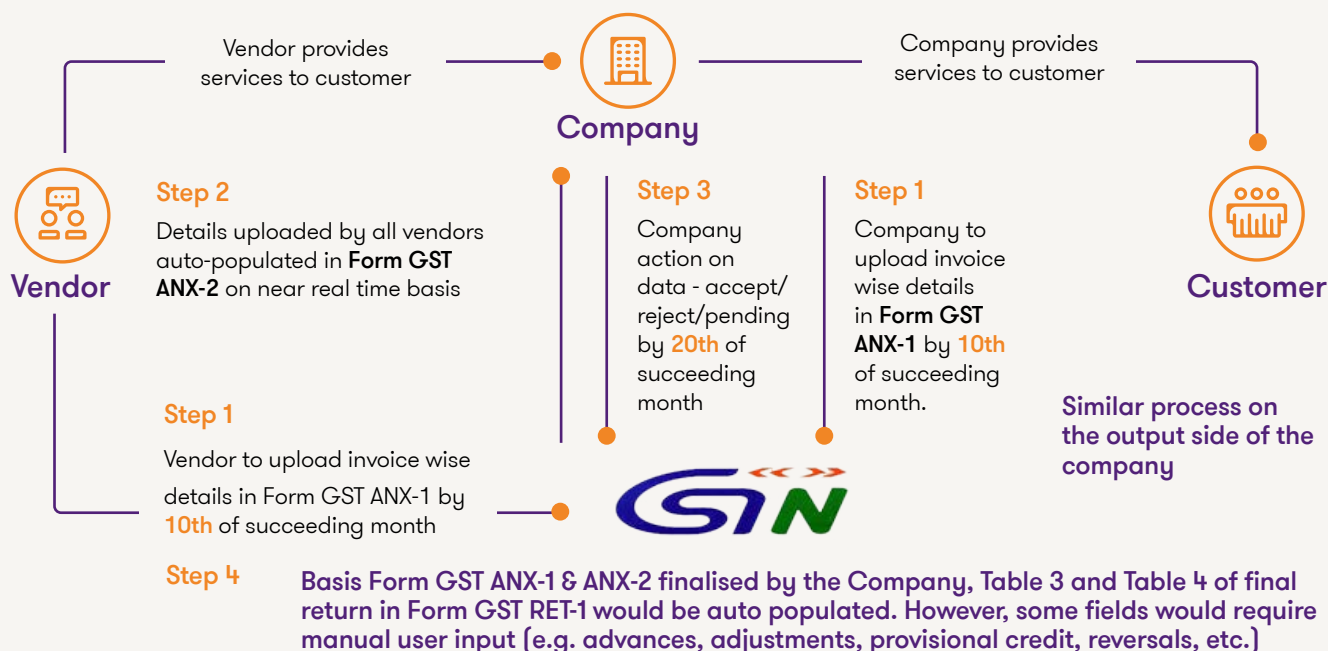 Vendor provides
services to customer
Company provides
services to customer
Company
Vendor
Customer
Step 2
Details uploaded by all vendors
auto-populated in Form GST
ANX-2 on near real time basis
Step 3
Company
action on
data - accept/
reject/pending
by 20th of
succeeding
month
Step 1
Company to
upload invoice
wise details
in Form GST
ANX-1 by 10th
of succeeding
month.
Similar process on
the output side of the
company
Step 1
Vendor to upload invoice wise
details in Form GST ANX-1 by
10th of succeeding month
GSTN
Step 4
Basis Form GST ANX-1 & ANX-2 finalised by the Company, Table 3 and Table 4 of final
return in Form GST RET-1 would be auto populated. However, some fields would require
manual user input (e.g. advances, adjustments, provisional credit, reversals, etc.)